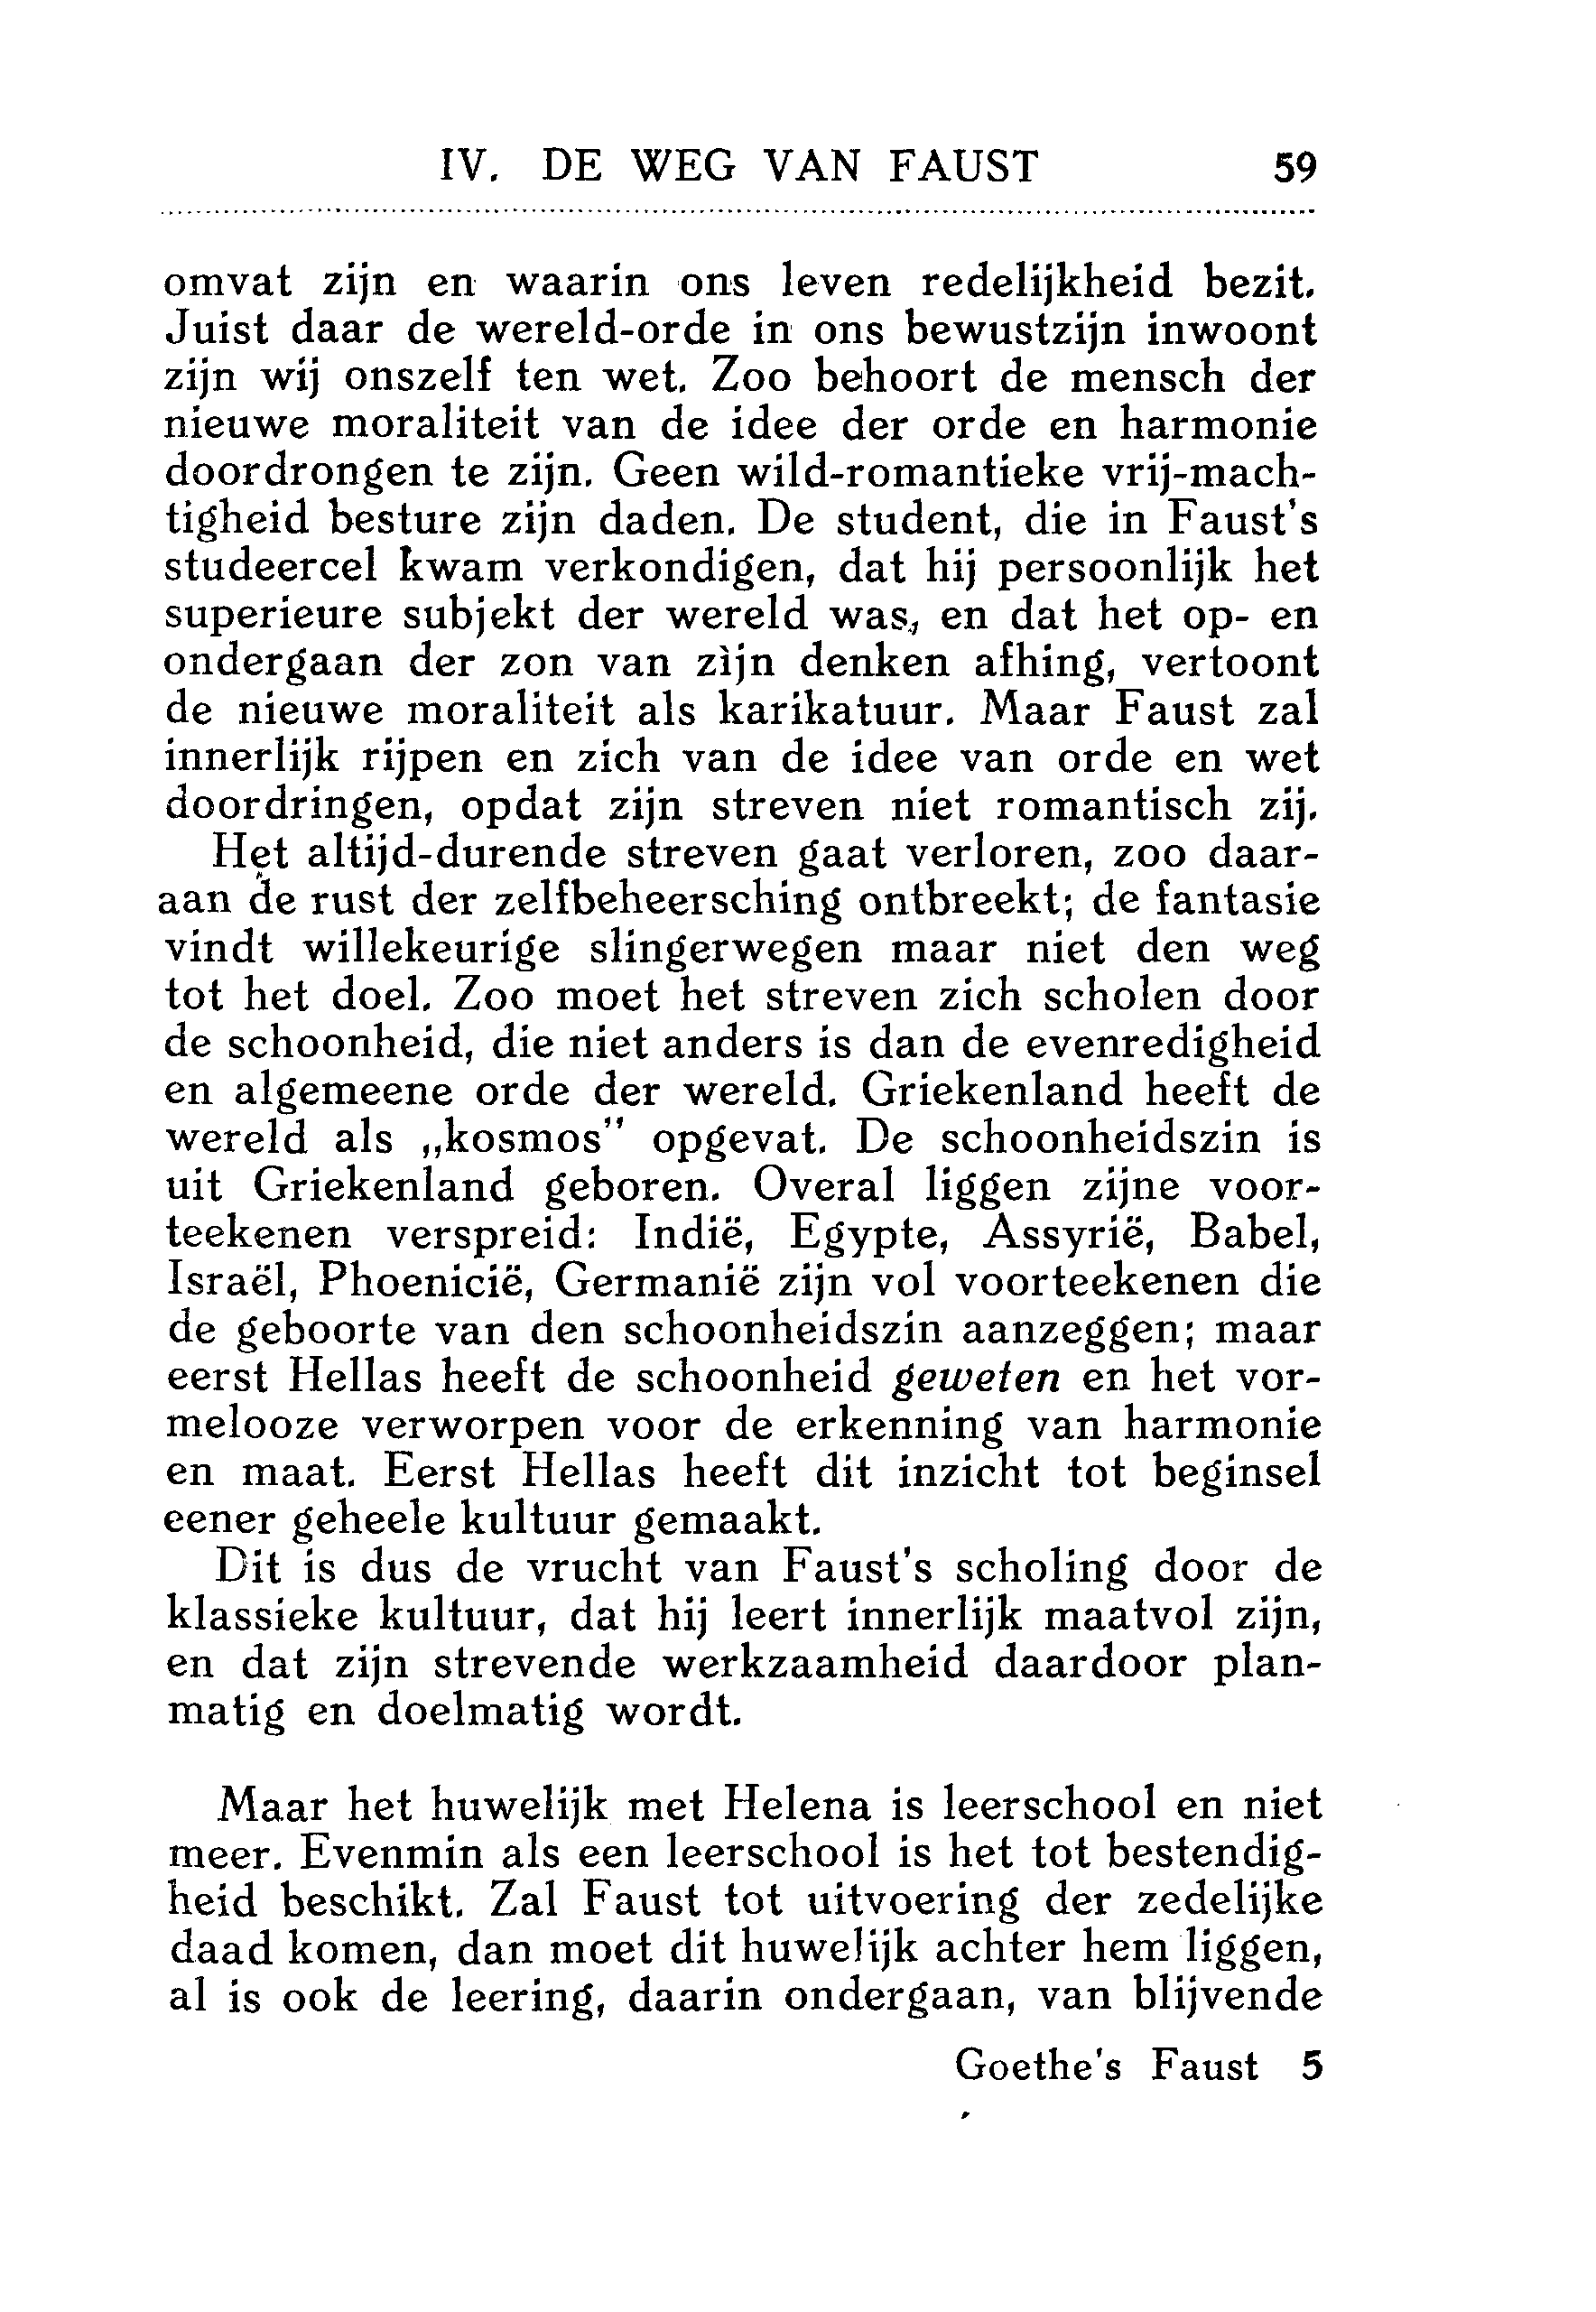 IV. DE WEG VAN FAUST 59
omvat zijn en waarin ons leven redelijkheid bezit.
Juist daar de wereld-orde in ons bewustzijn inwoont
zijn wij onszelf ten wet. Zoo behoort de mensch der
nieuwe moraliteit van de idee der orde en harmonie
doordrongen te zijn. Geen wild-romantieke vrij-mach-
tigheid besture zijn daden. De student, die in Faust's
studeercel kwam verkondigen, dat hij persoonlijk het
superieure subjekt der wereld was, en dat het op- en
ondergaan der zon van zijn denken afhing, vertoont
de nieuwe moraliteit als karikatuur. Maar Faust zal
innerlijk rijpen en zich van de idee van orde en wet
doordringen, opdat zijn streven niet romantisch zij.
Het altijd-durende streven gaat verloren, zoo daar-
aan de rust der zelfbeheersching ontbreekt; de fantasie
vindt willekeurige slingerwegen maar niet den weg
tot het doel. Zoo moet het streven zich scholen door
de schoonheid, die niet anders is dan de evenredigheid
en algemeene orde der wereld. Griekenland heeft de
wereld als „kosmos" opgevat. De schoonheidszin is
uit Griekenland geboren. Overal liggen zijne voor-
teekenen verspreid: Indië, Egypte, Assyrië, Babel,
Israël, Phoenicië, Germanië zijn vol voorteekenen die
de geboorte van den schoonheidszin aanzeggen; maar
eerst Hellas heeft de schoonheid geweten en het vor-
melooze verworpen voor de erkenning van harmonie
en maat. Eerst Hellas heeft dit inzicht tot beginsel
eener geheele kultuur gemaakt.
Dit is dus de vrucht van Faust's scholing door de
klassieke kultuur, dat hij leert innerlijk maatvol zijn,
en dat zijn strevende werkzaamheid daardoor plan-
matig en doelmatig wordt.
Maar het huwelijk met Helena is leerschool en niet
meer. Evenmin als een leerschool is het tot bestendig-
heid beschikt. Zal Faust tot uitvoering der zedelijke
daad komen, dan moet dit huwelijk achter hem liggen,
al is ook de leering, daarin ondergaan, van blijvende
Goethe's Faust 5